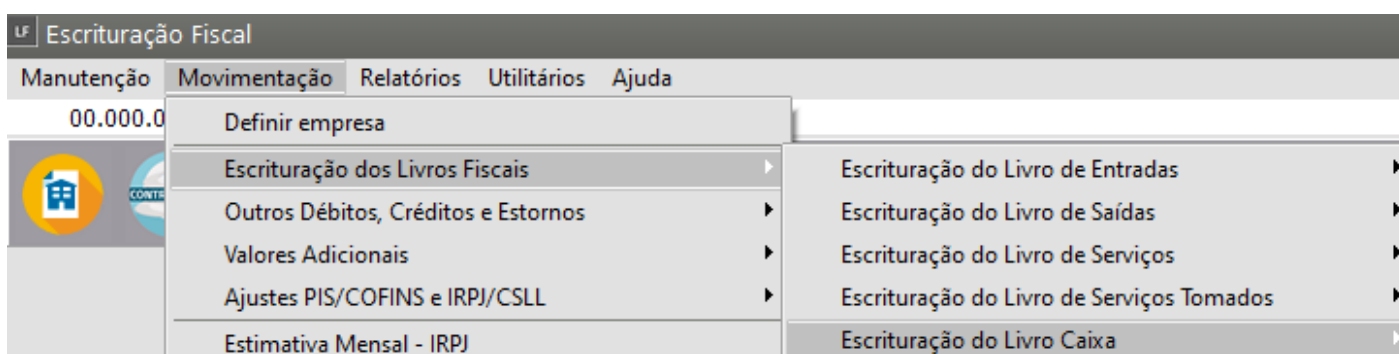 LF Escrituração Fiscal
Manutenção Movimentação Relatórios Utilitários Ajuda
00.000.0
Definir empresa
Escrituração dos Livros Fiscais
Outros Débitos, Créditos e Estornos
Valores Adicionais
Ajustes PIS/COFINS e IRPJ/CSLL
Estimativa Mensal - IRPJ
Escrituração do Livro de Entradas
Escrituração do Livro de Saídas
Escrituração do Livro de Serviços
Escrituração do Livro de Serviços Tomados
Escrituração do Livro Caixa